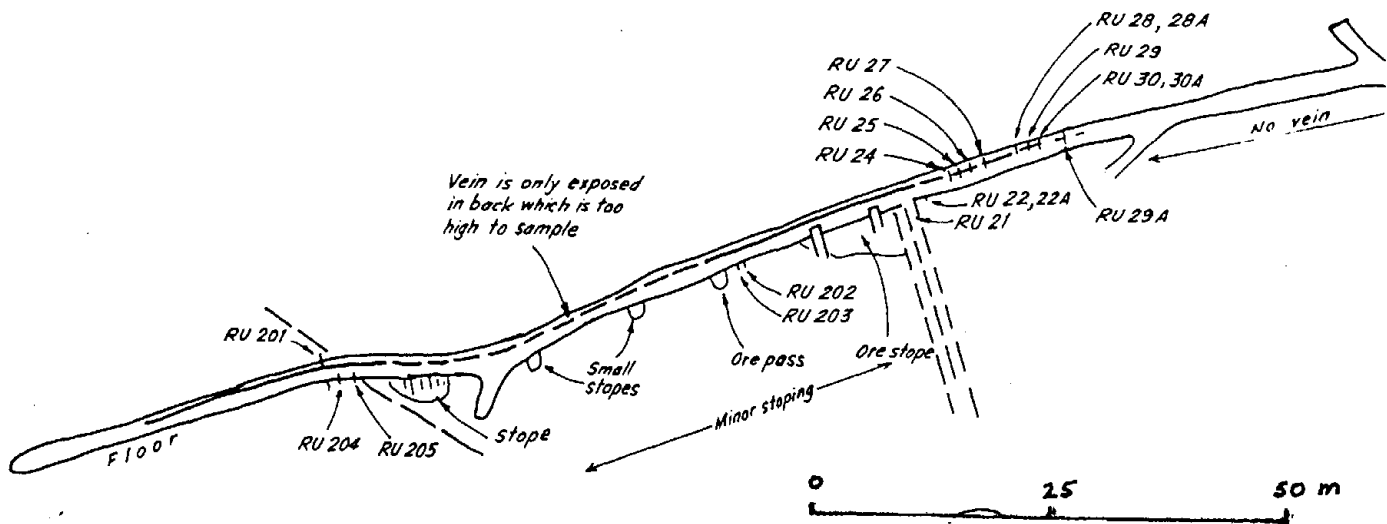 RU 28, 28A
RU 29
RU 30, 30A
RU 27
RU 26
RU 25
RU 24
No vein
Vein is only exposed
in back which is too
high to sample
RU 22, 22A
RU 21
RU 29A
RU 202
RU 203
RU 201
Small
stopes
Ore pass
Ore stope
Minor stoping
RU 204
RU 205
Stope
Floor
0 25 50 m